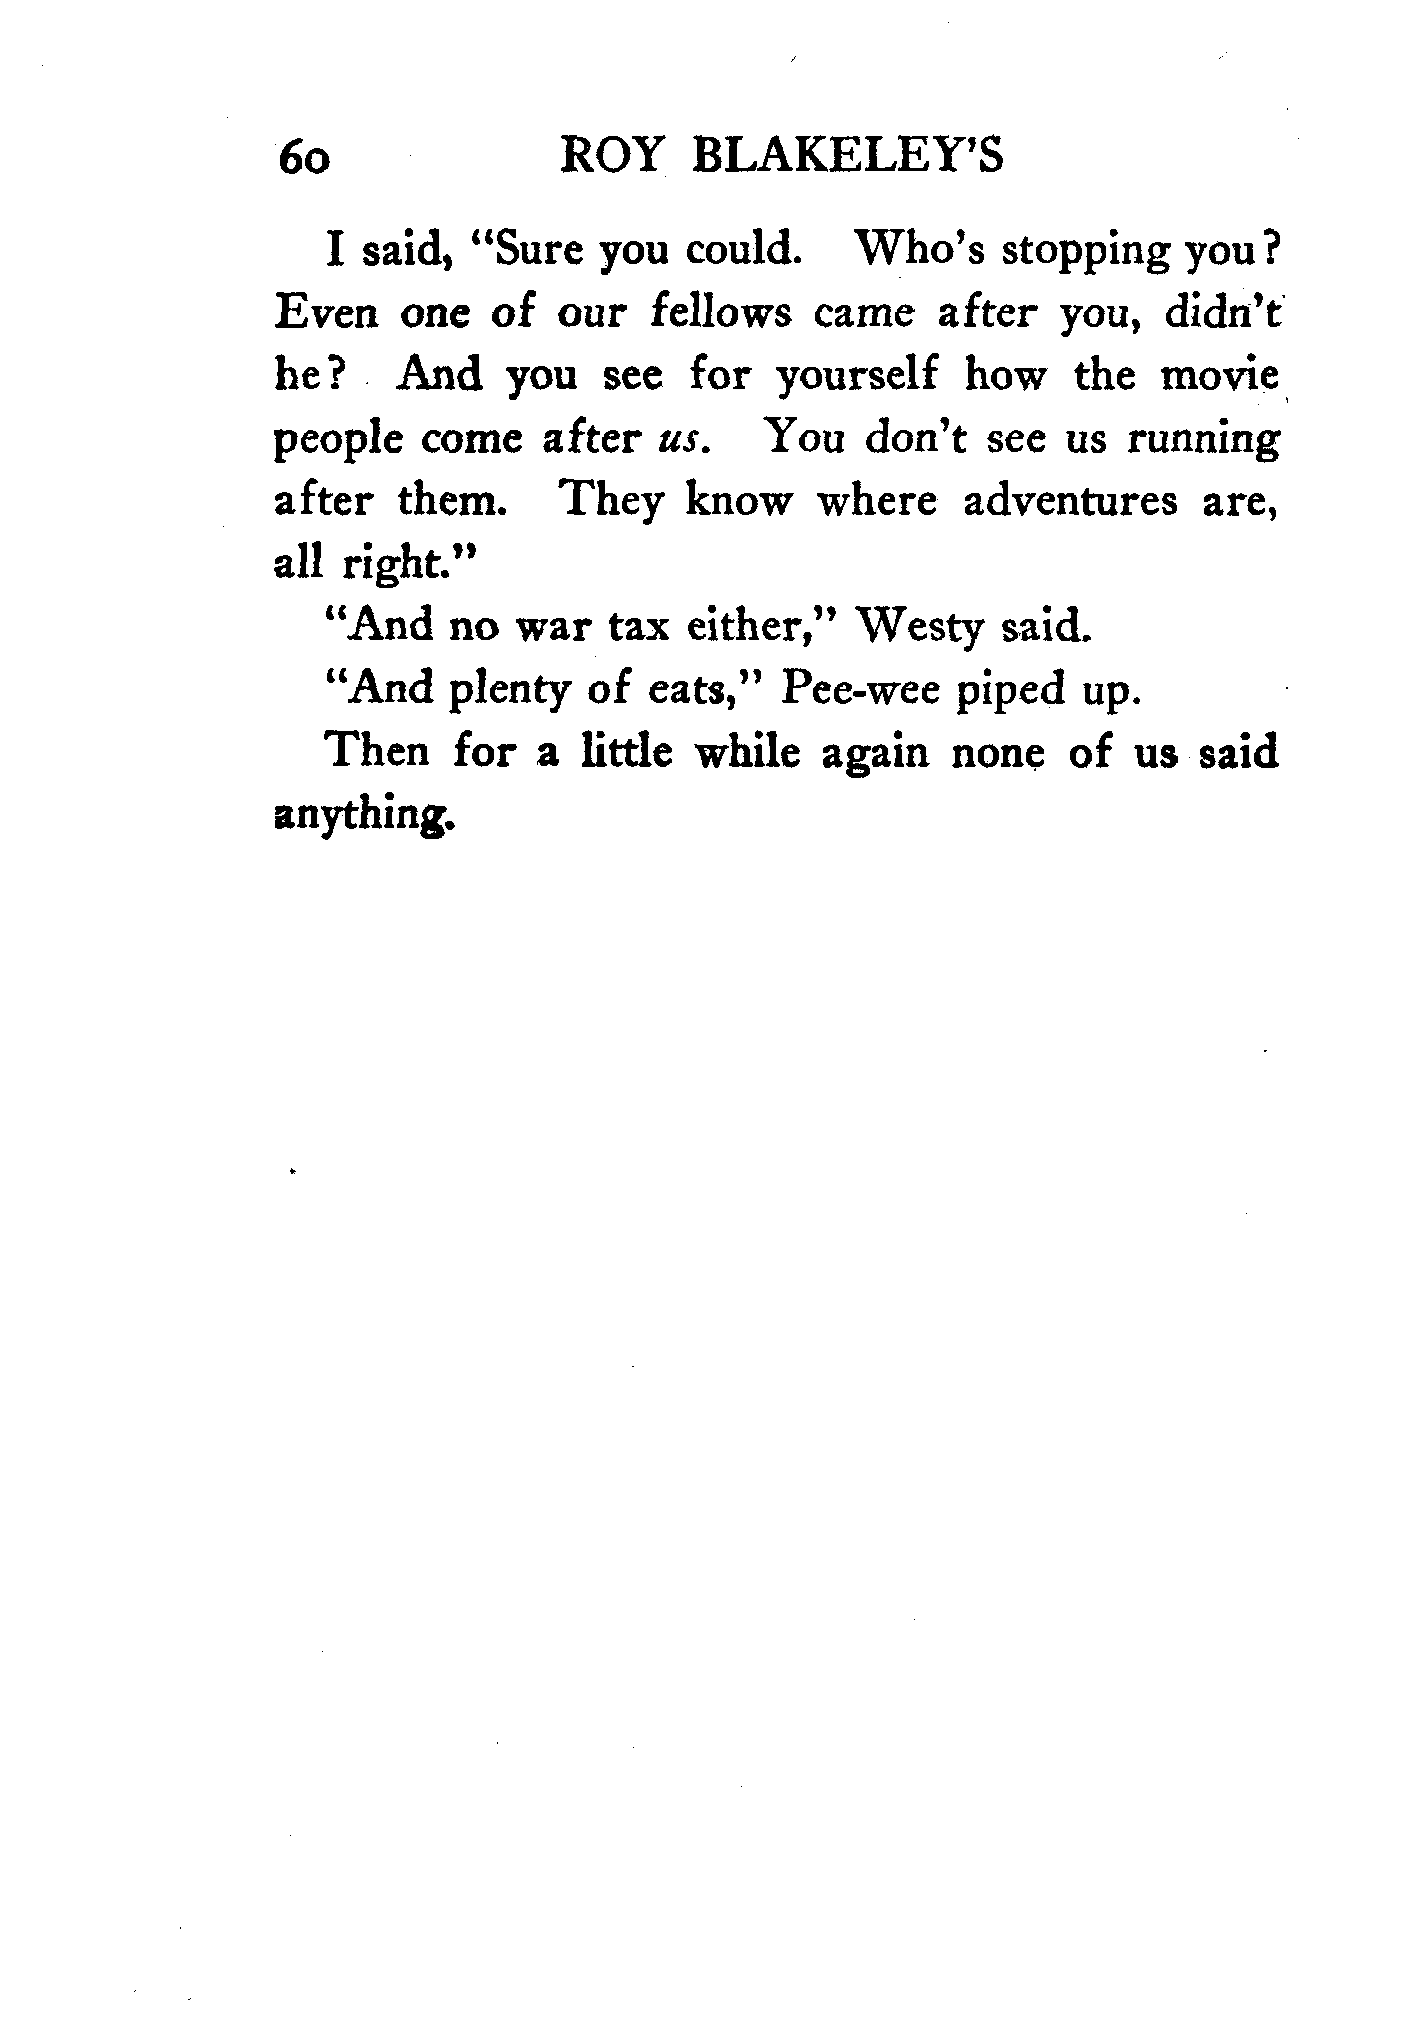 60 ROY BLAKELEY'S
I said, "Sure you could. Who's stopping you?
Even one of our fellows came after you, didn't
he? And you see for yourself how the movie
people come after us. You don't see us running
after them. They know where adventures are,
all right."
"And no war tax either," Westy said.
"And plenty of eats," Pee-wee piped up.
Then for a little while again none of us said
anything.